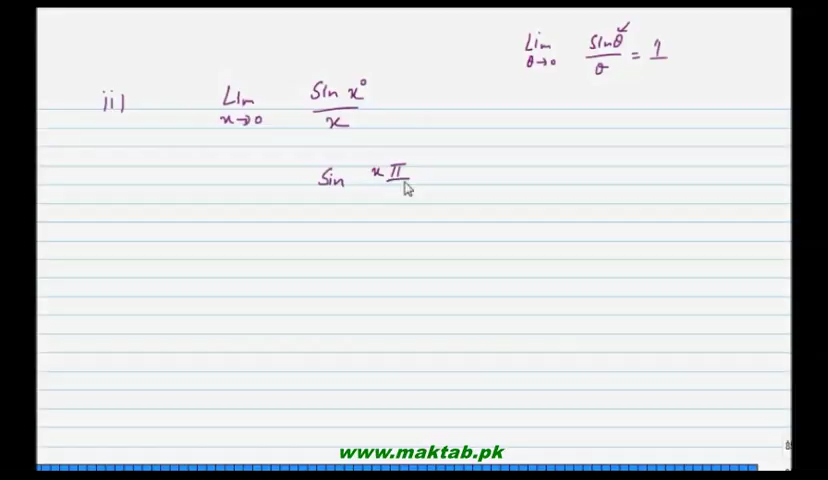 Lim sinθ/θ = 1
θ→0
ii) Lim Sin x°/x
x→0
Sin xπ
www.maktab.pk